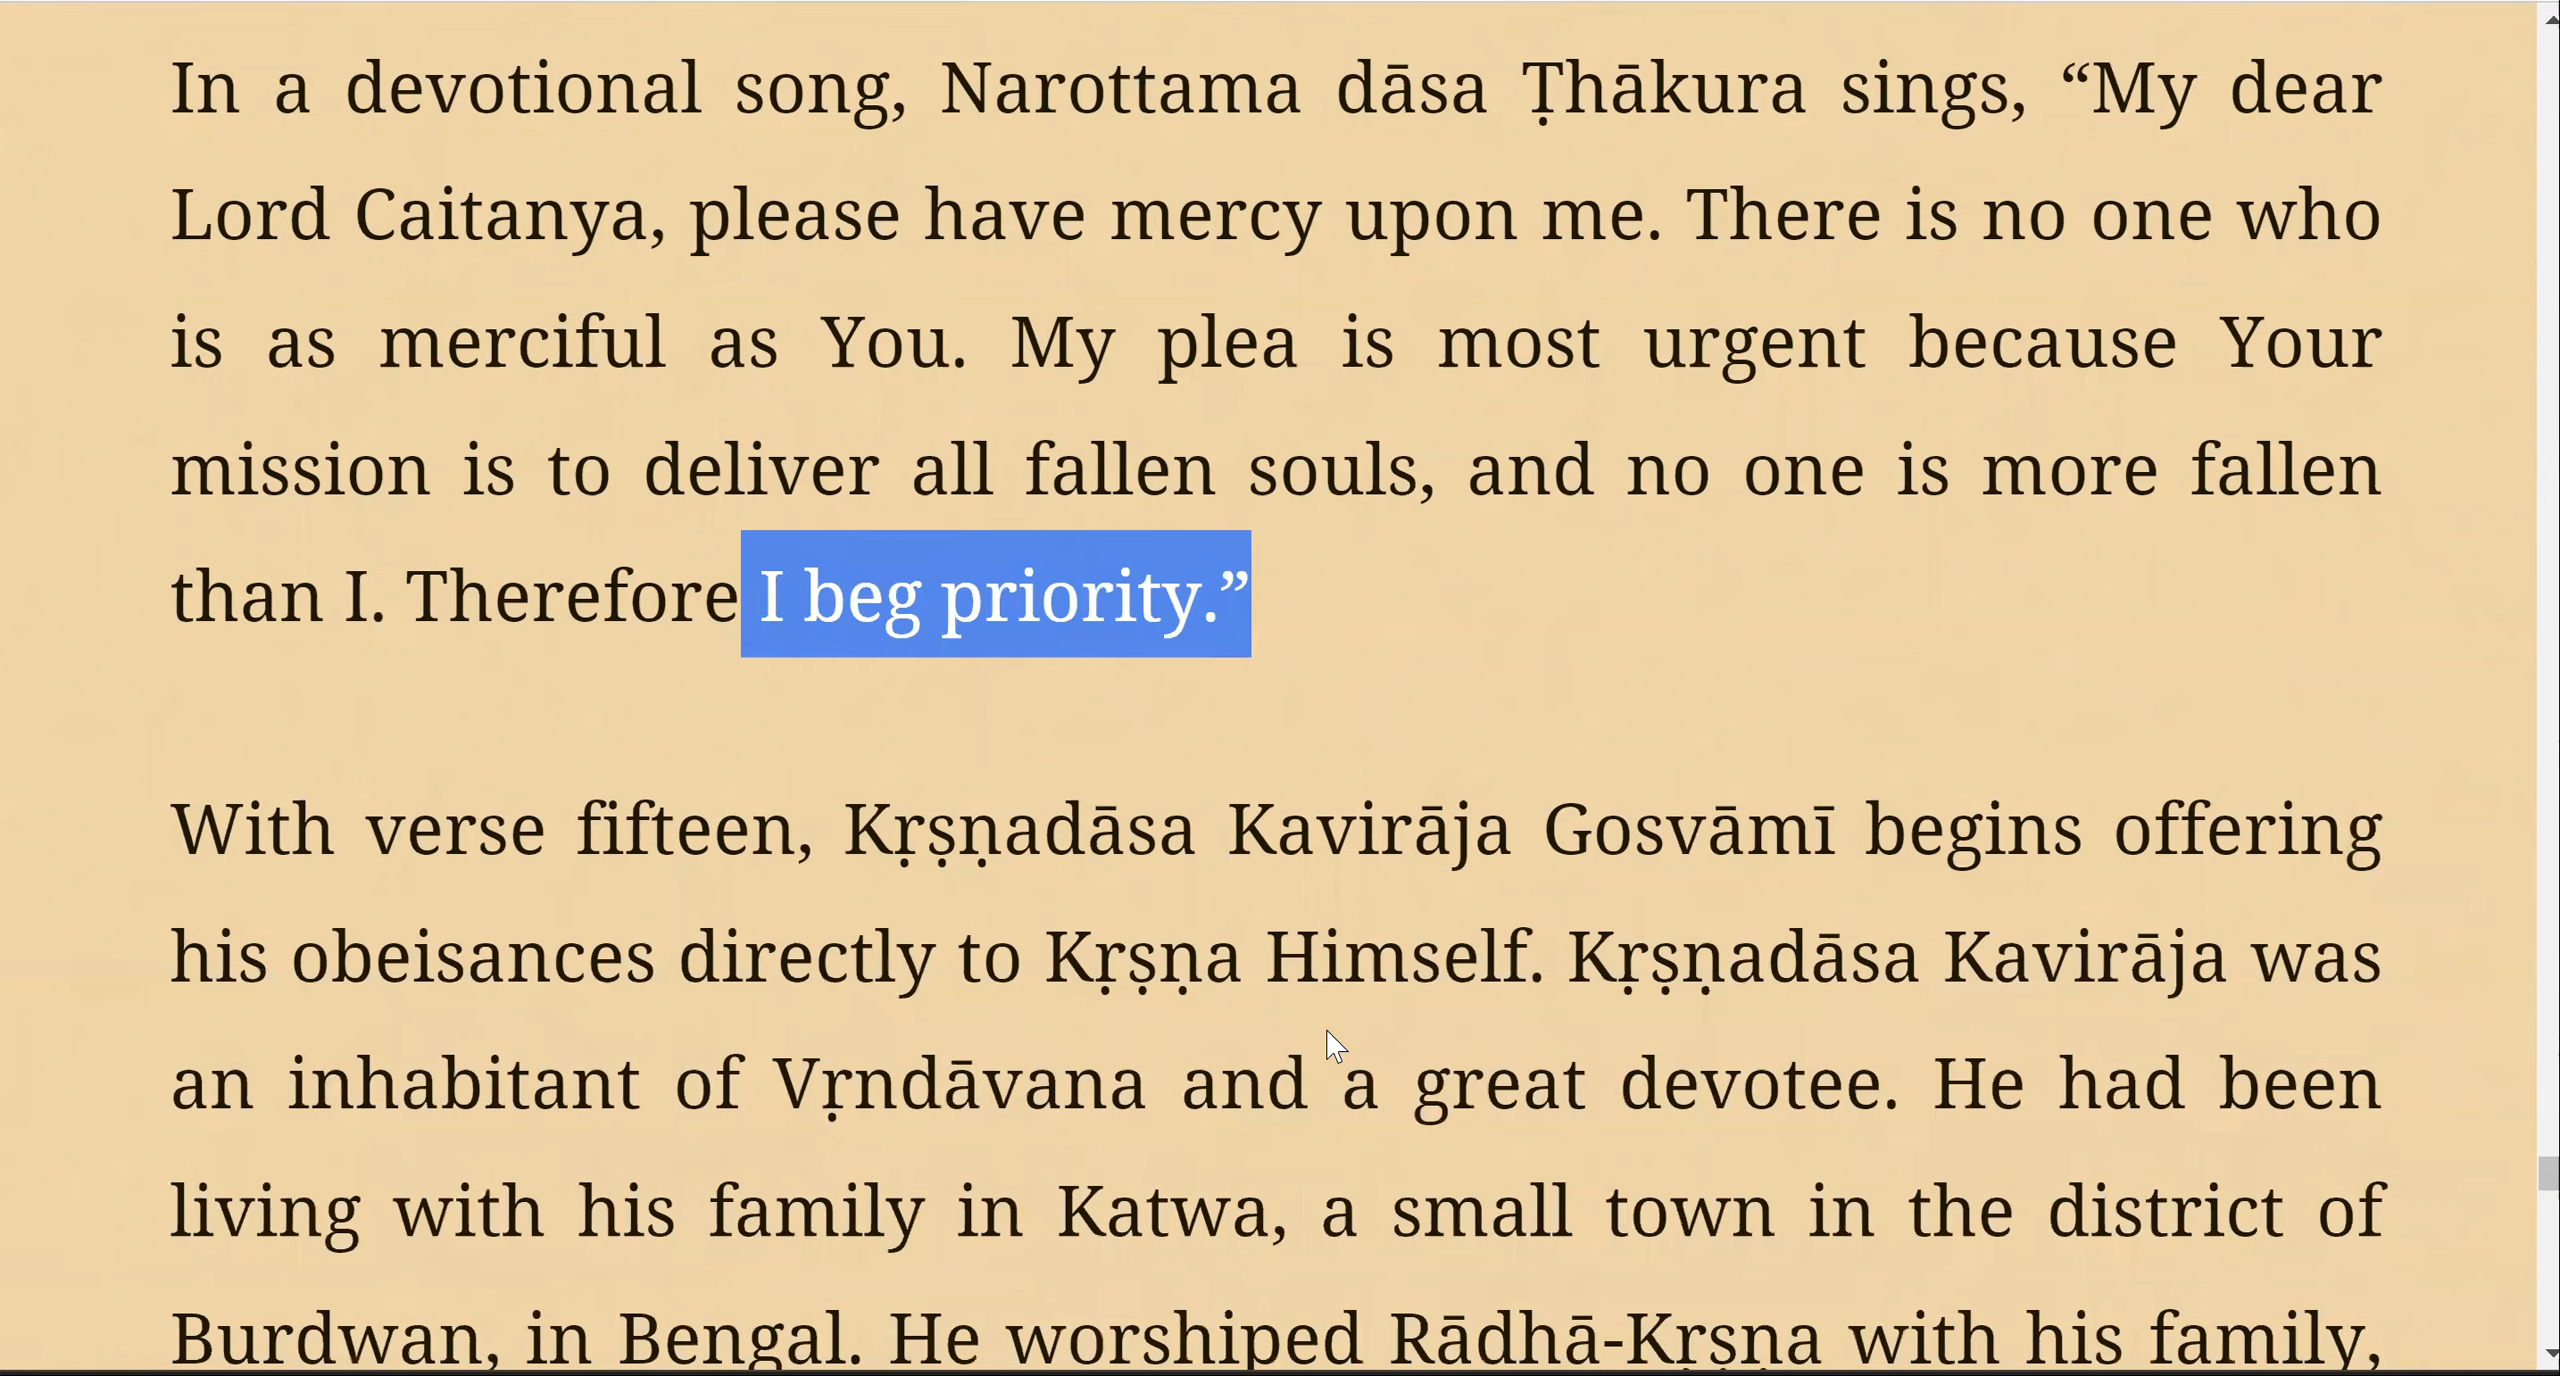 In a devotional song, Narottama dāsa Ṭhākura sings, “My dear
Lord Caitanya, please have mercy upon me. There is no one who
is as merciful as You. My plea is most urgent because Your
mission is to deliver all fallen souls, and no one is more fallen
than I. Therefore I beg priority.”
With verse fifteen, Kṛṣṇadāsa Kavirāja Gosvāmī begins offering
his obeisances directly to Kṛṣṇa Himself. Kṛṣṇadāsa Kavirāja was
an inhabitant of Vṛndāvana and a great devotee. He had been
living with his family in Katwa, a small town in the district of
Burdwan, in Bengal. He worshiped Rādhā-Kṛṣṇa with his family,